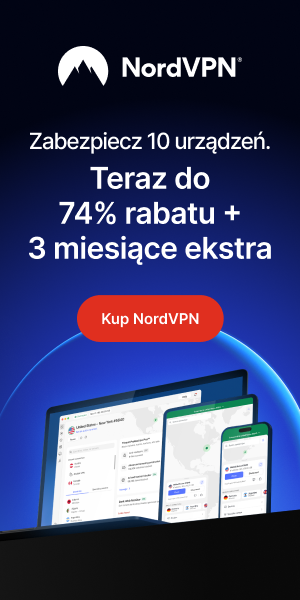 NordVPN®
Zabezpiecz 10 urządzeń.
Teraz do
74% rabatu +
3 miesiące ekstra
Kup NordVPN